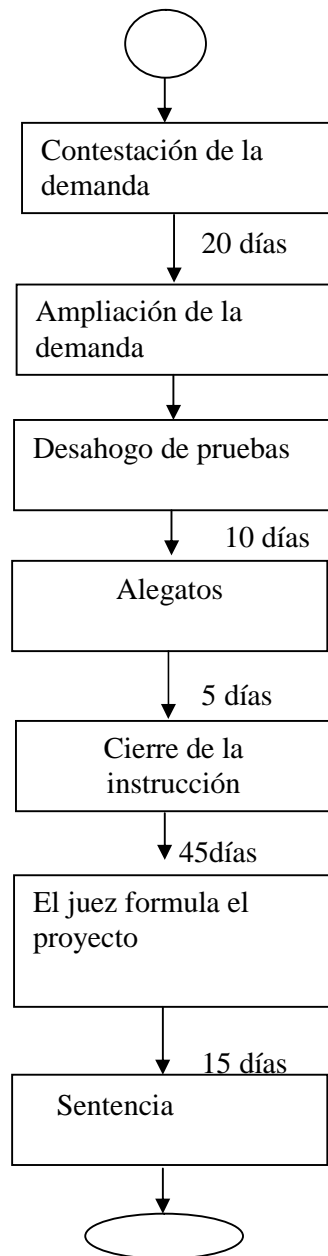 Contestación de la
demanda
20 días
Ampliación de la
demanda
Desahogo de pruebas
10 días
Alegatos
5 días
Cierre de la
instrucción
45días
El juez formula el
proyecto
15 días
Sentencia